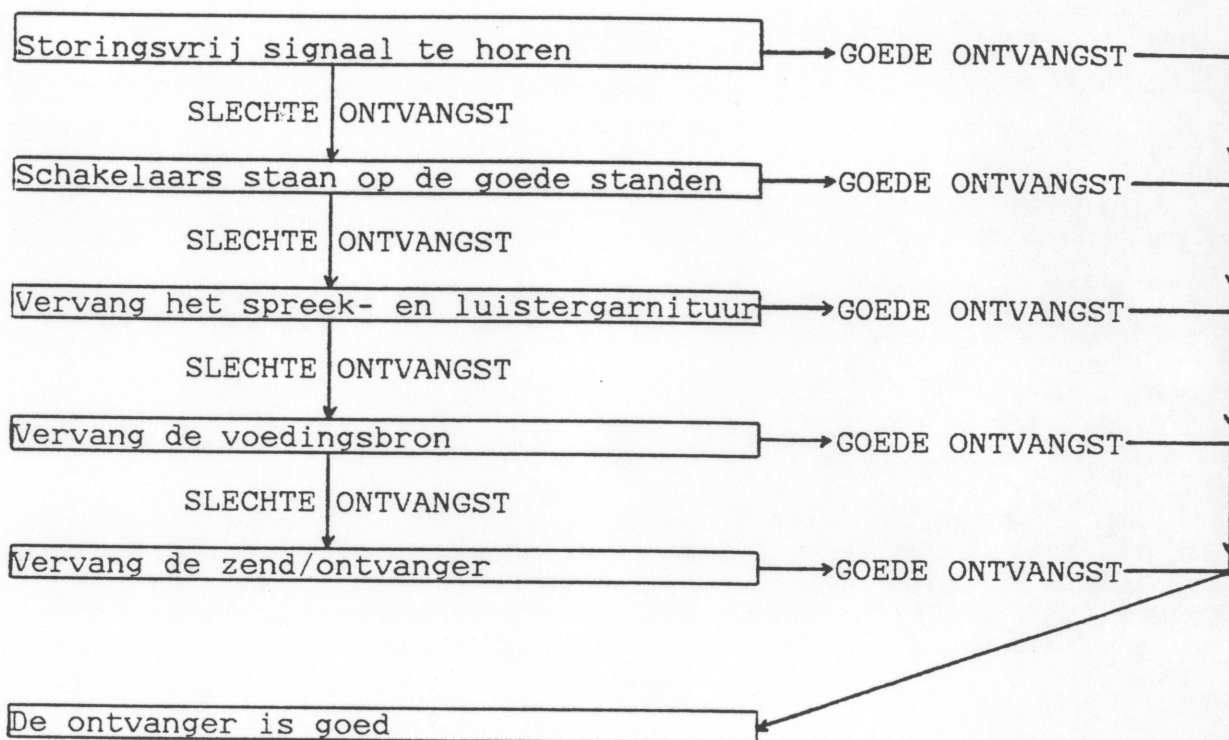 Storingsvrij signaal te horen GOEDE ONTVANGST
SLECHTE ONTVANGST
Schakelaars staan op de goede standen GOEDE ONTVANGST
SLECHTE ONTVANGST
Vervang het spreek- en luistergarnituur GOEDE ONTVANGST
SLECHTE ONTVANGST
Vervang de voedingsbron GOEDE ONTVANGST
SLECHTE ONTVANGST
Vervang de zend/ontvanger GOEDE ONTVANGST
De ontvanger is goed